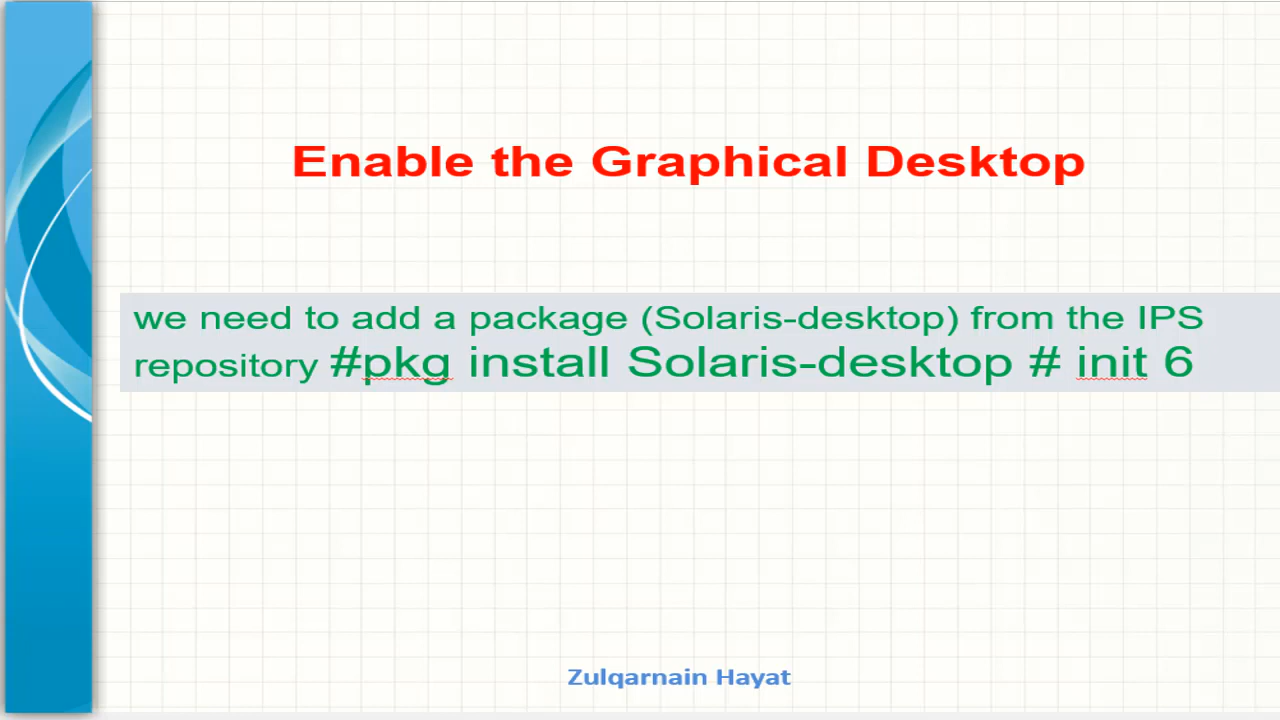 Enable the Graphical Desktop
we need to add a package (Solaris-desktop) from the IPS
repository #pkg install Solaris-desktop # init 6
Zulqarnain Hayat